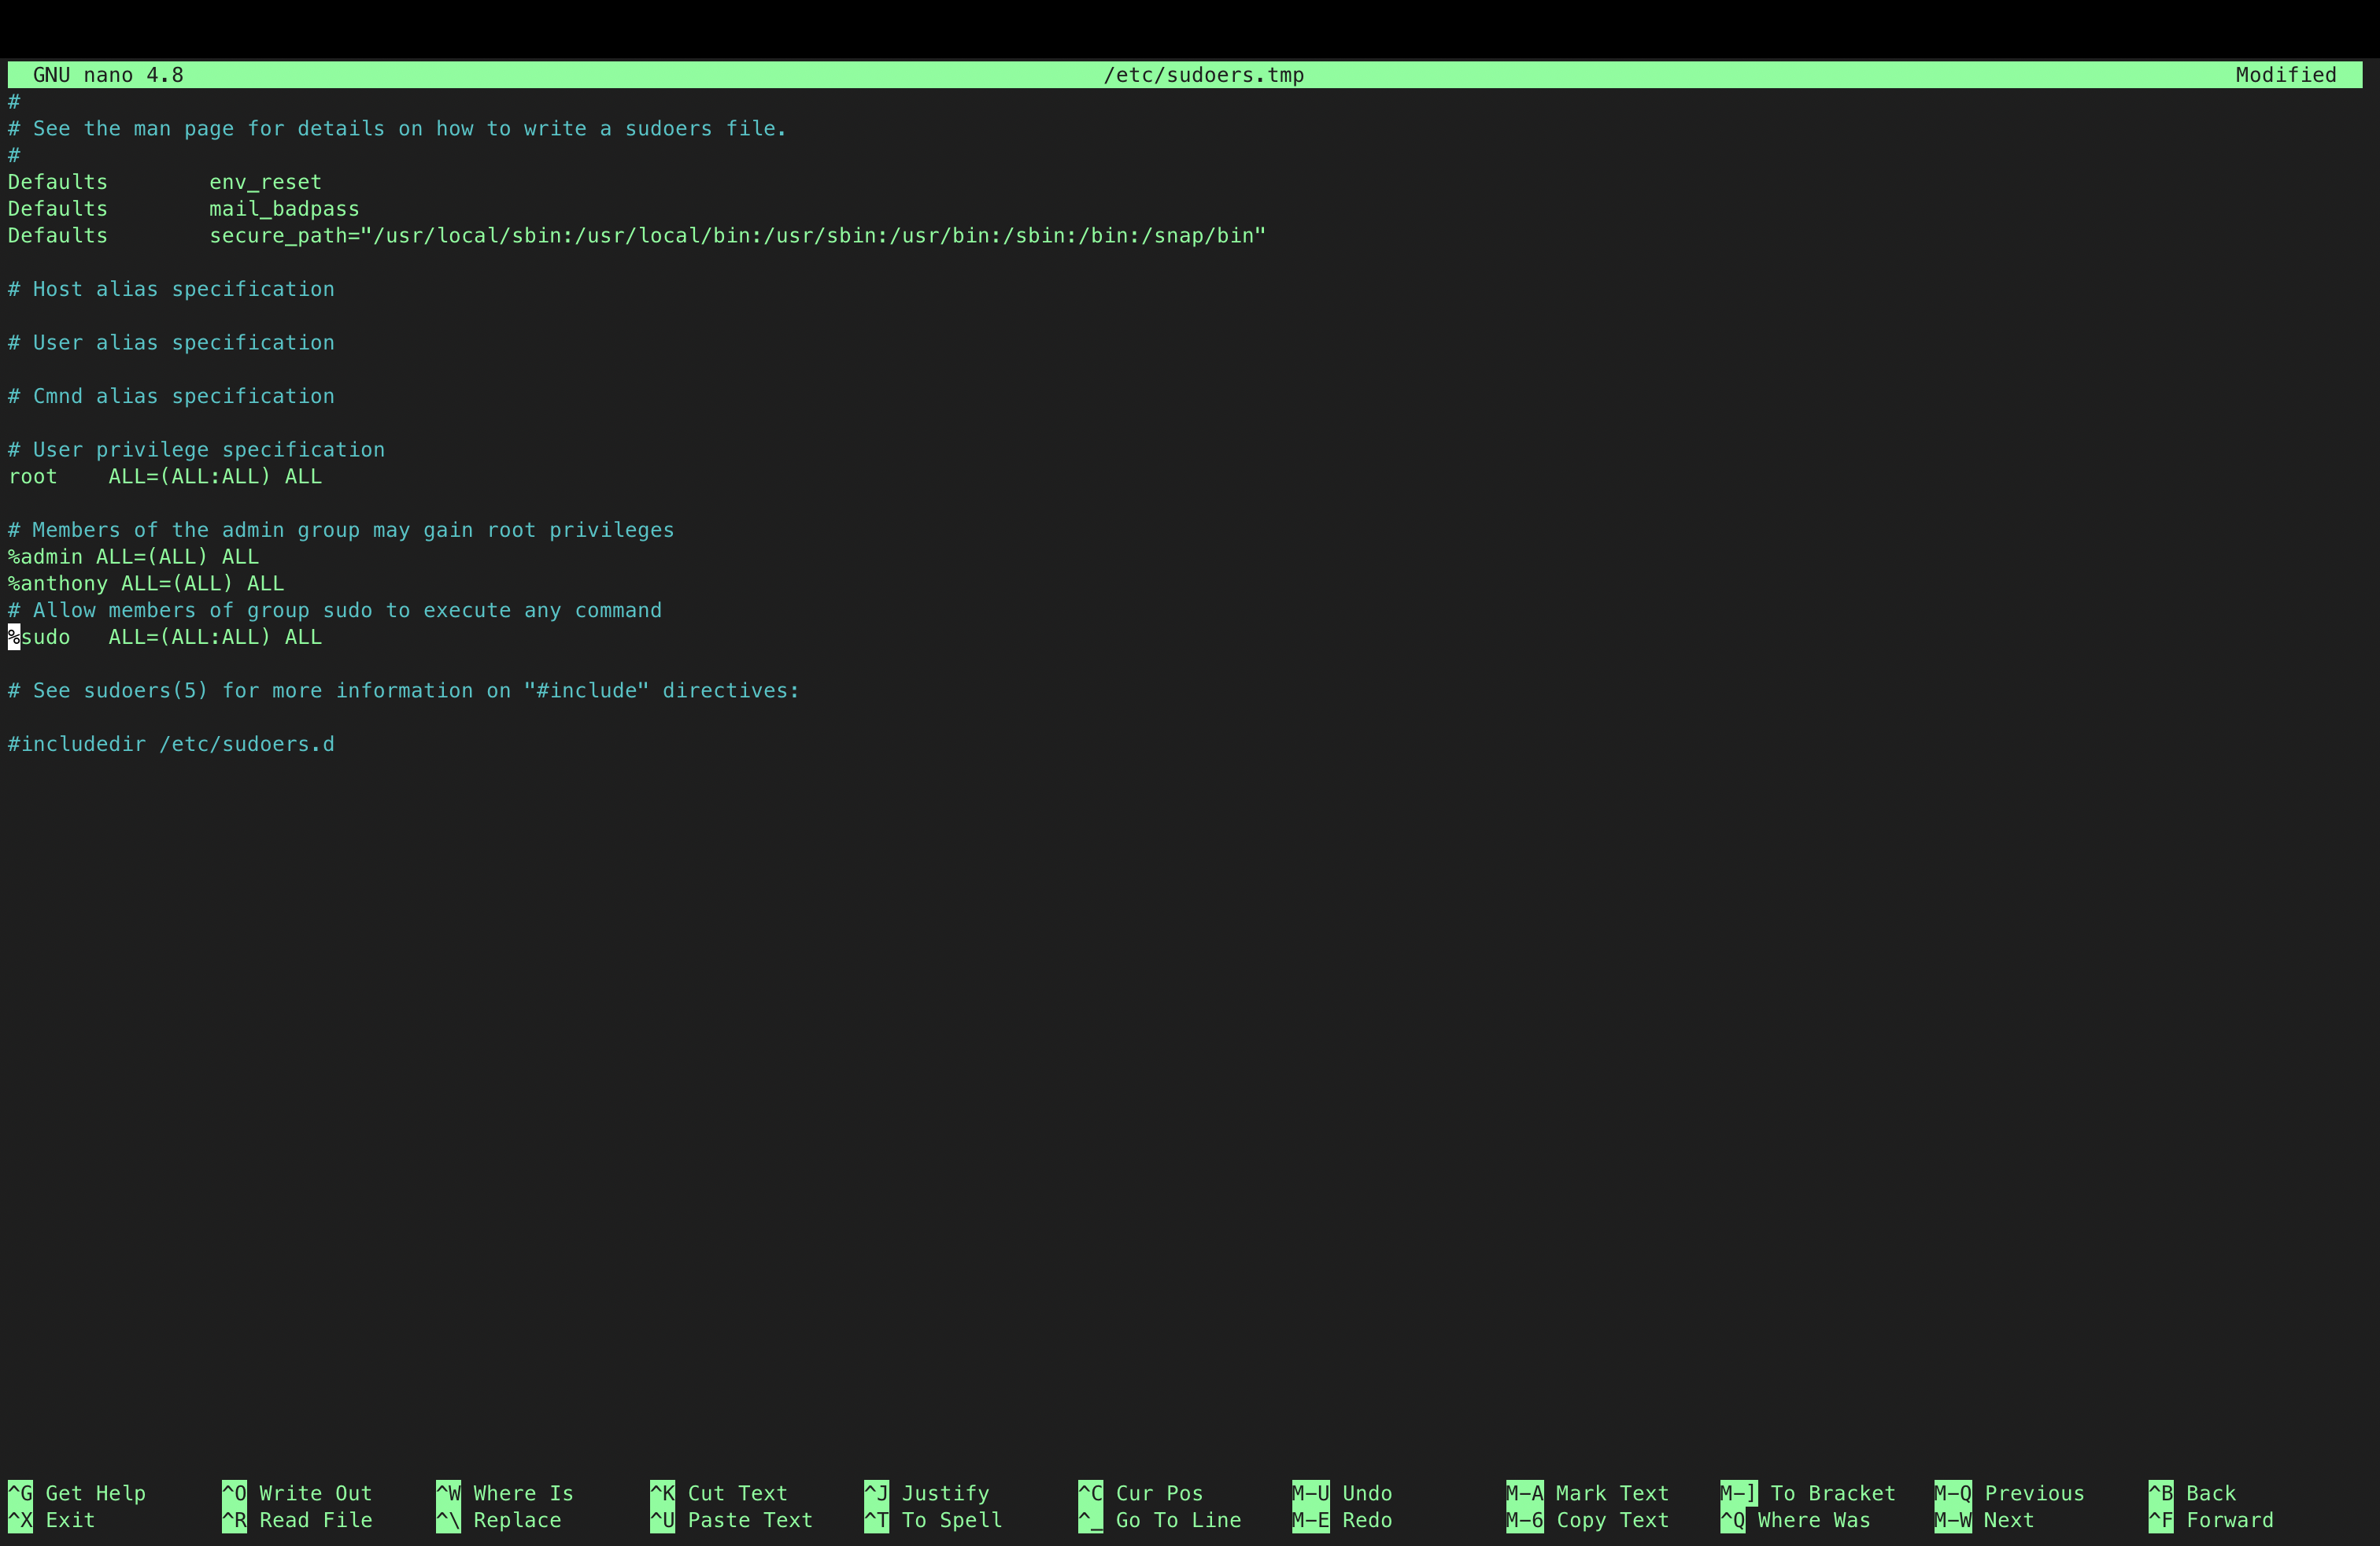 GNU nano 4.8 /etc/sudoers.tmp Modified
#
# See the man page for details on how to write a sudoers file.
#
Defaults        env_reset
Defaults        mail_badpass
Defaults        secure_path="/usr/local/sbin:/usr/local/bin:/usr/sbin:/usr/bin:/sbin:/bin:/snap/bin"
# Host alias specification
# User alias specification
# Cmnd alias specification
# User privilege specification
root    ALL=(ALL:ALL) ALL
# Members of the admin group may gain root privileges
%admin ALL=(ALL) ALL
%anthony ALL=(ALL) ALL
# Allow members of group sudo to execute any command
%sudo   ALL=(ALL:ALL) ALL
# See sudoers(5) for more information on "#include" directives:
#includedir /etc/sudoers.d
^G Get Help ^O Write Out ^W Where Is ^K Cut Text ^J Justify ^C Cur Pos M-U Undo M-A Mark Text M-] To Bracket M-Q Previous ^B Back
^X Exit ^R Read File ^\ Replace ^U Paste Text ^T To Spell ^_ Go To Line M-E Redo M-6 Copy Text ^Q Where Was M-W Next ^F Forward